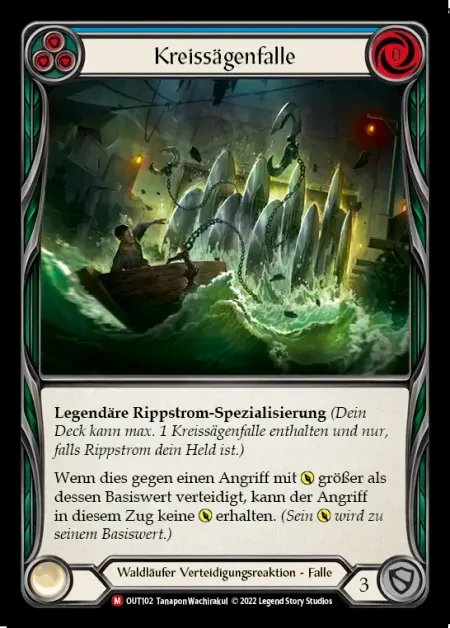 0
Kreissägenfalle
Legendäre Rippstrom-Spezialisierung (Dein
Deck kann max. 1 Kreissägenfalle enthalten und nur,
falls Rippstrom dein Held ist.)
Wenn dies gegen einen Angriff mit größer als
dessen Basiswert verteidigt, kann der Angriff
in diesem Zug keine erhalten. (Sein wird zu
seinem Basiswert.)
Waldläufer Verteidigungsreaktion - Falle
3
M OUT102 Tanapon Wachirakul © 2022 Legend Story Studios